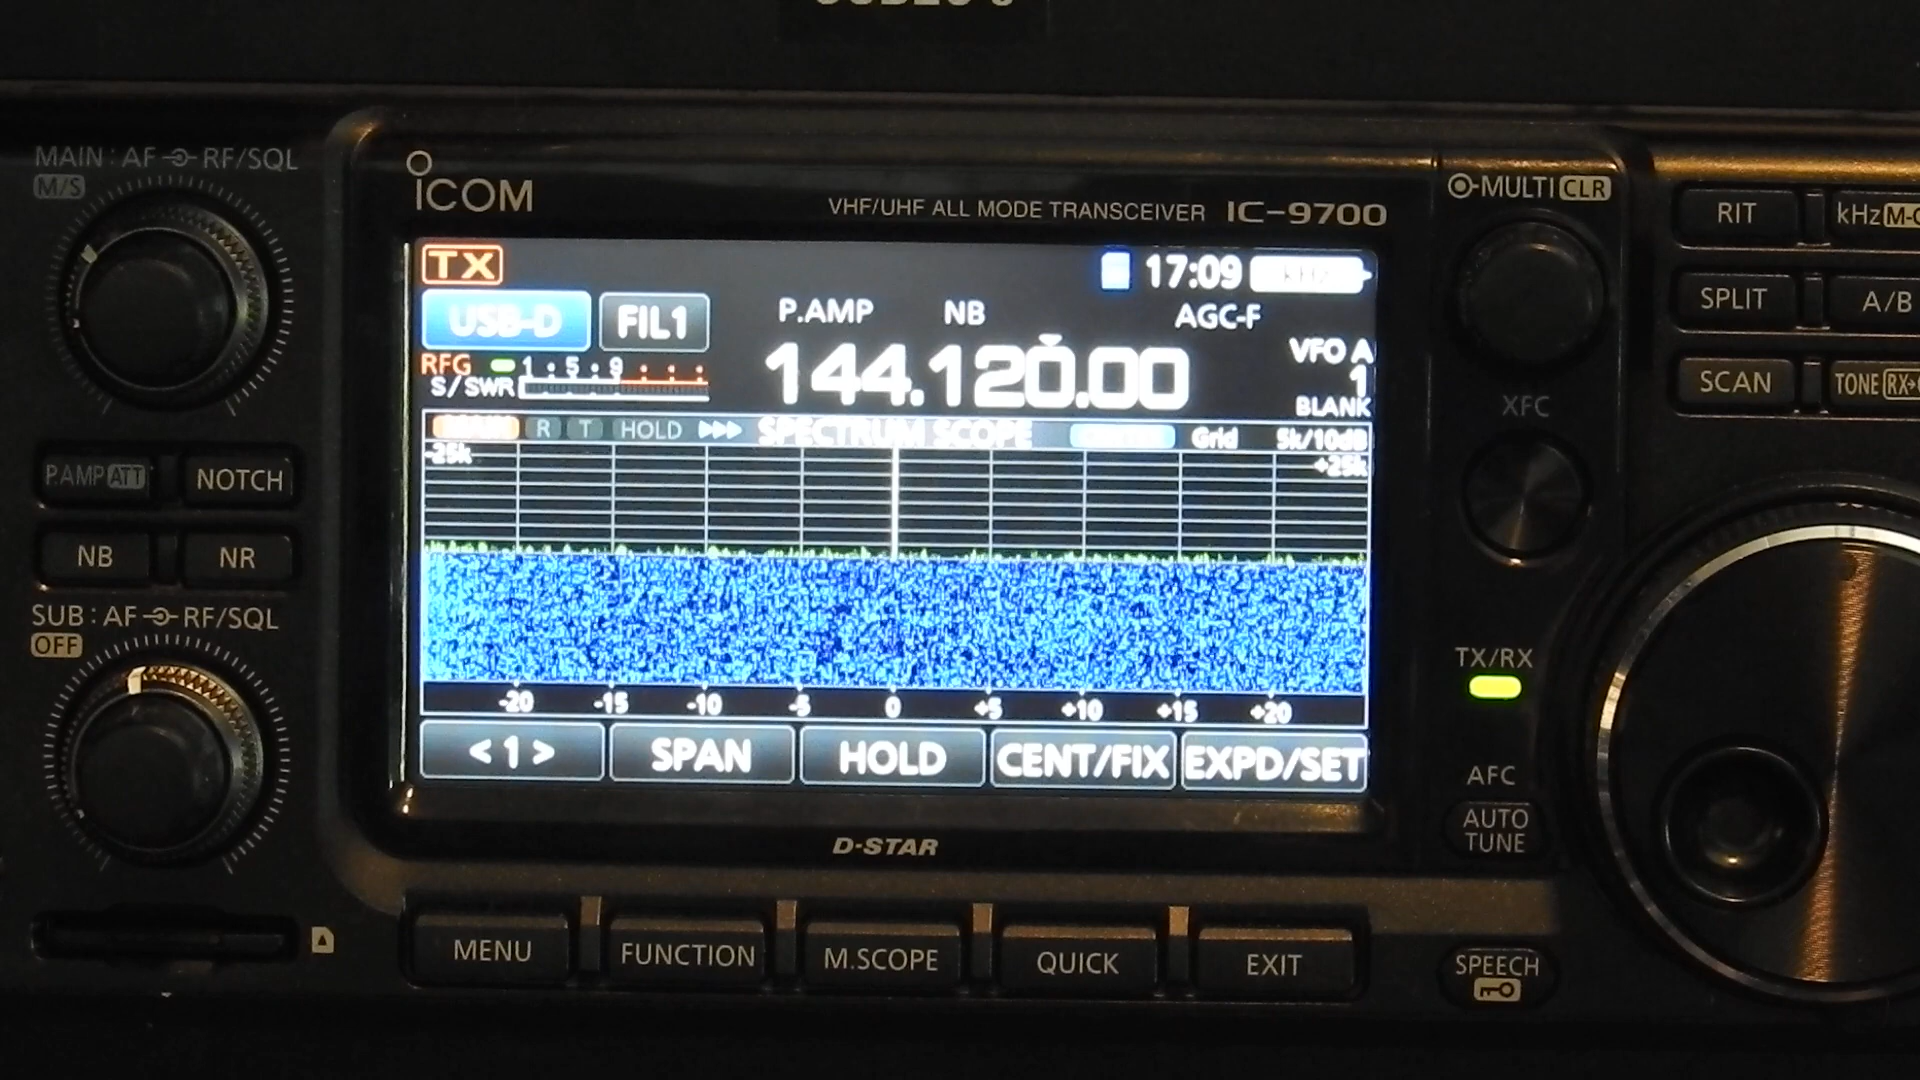 MAIN : AF RF/SQL
M/S
ICOM
VHF/UHF ALL MODE TRANSCEIVER IC-9700
MULTI CLR
RIT
SPLIT
A/B
SCAN
XFC
TX
17:09
USB-D FIL1
P.AMP NB AGC-F
RFG 1 5 9
S/SWR
144.120.00
VFO A
1
BLANK
R T HOLD SPECTRUM SCOPE Grid 5k/10dB
-25k +25k
P.AMP ATT NOTCH
NB NR
SUB : AF RF/SQL
OFF
-20 -15 -10 -5 0 +5 +10 +15 +20
<1> SPAN HOLD CENT/FIX EXPD/SET
D-STAR
TX/RX
AFC
AUTO
TUNE
MENU FUNCTION M.SCOPE QUICK EXIT
SPEECH